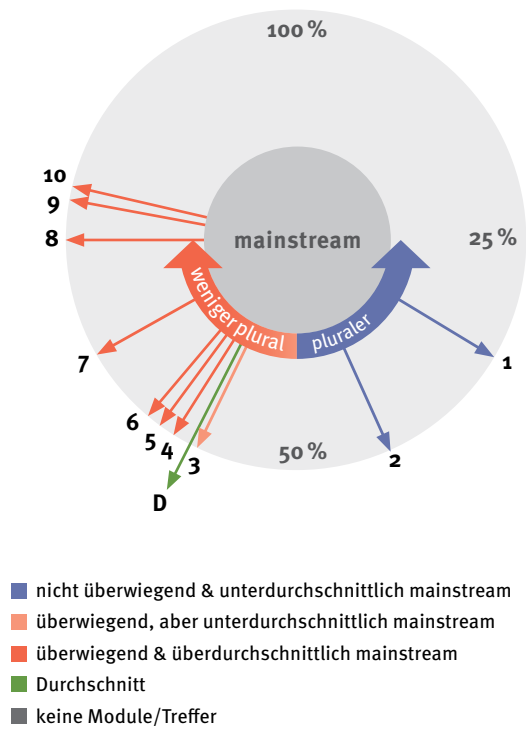 100 %
10
9
mainstream
25 %
8
weniger plural
pluraler
7
1
6
5
4
3
50 %
2
D
nicht überwiegend & unterdurchschnittlich mainstream
überwiegend, aber unterdurchschnittlich mainstream
überwiegend & überdurchschnittlich mainstream
Durchschnitt
keine Module/Treffer